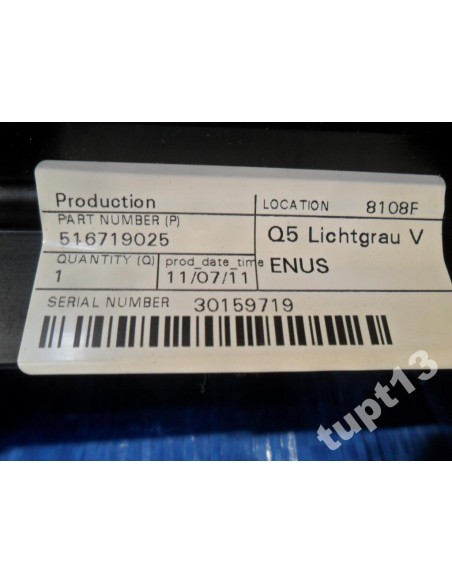 Production
LOCATION 8108F
PART NUMBER (P)
516719025
Q5 Lichtgrau V
QUANTITY (Q) prod_date_time
ENUS
1 11/07/11
SERIAL NUMBER 30159719
tupt13